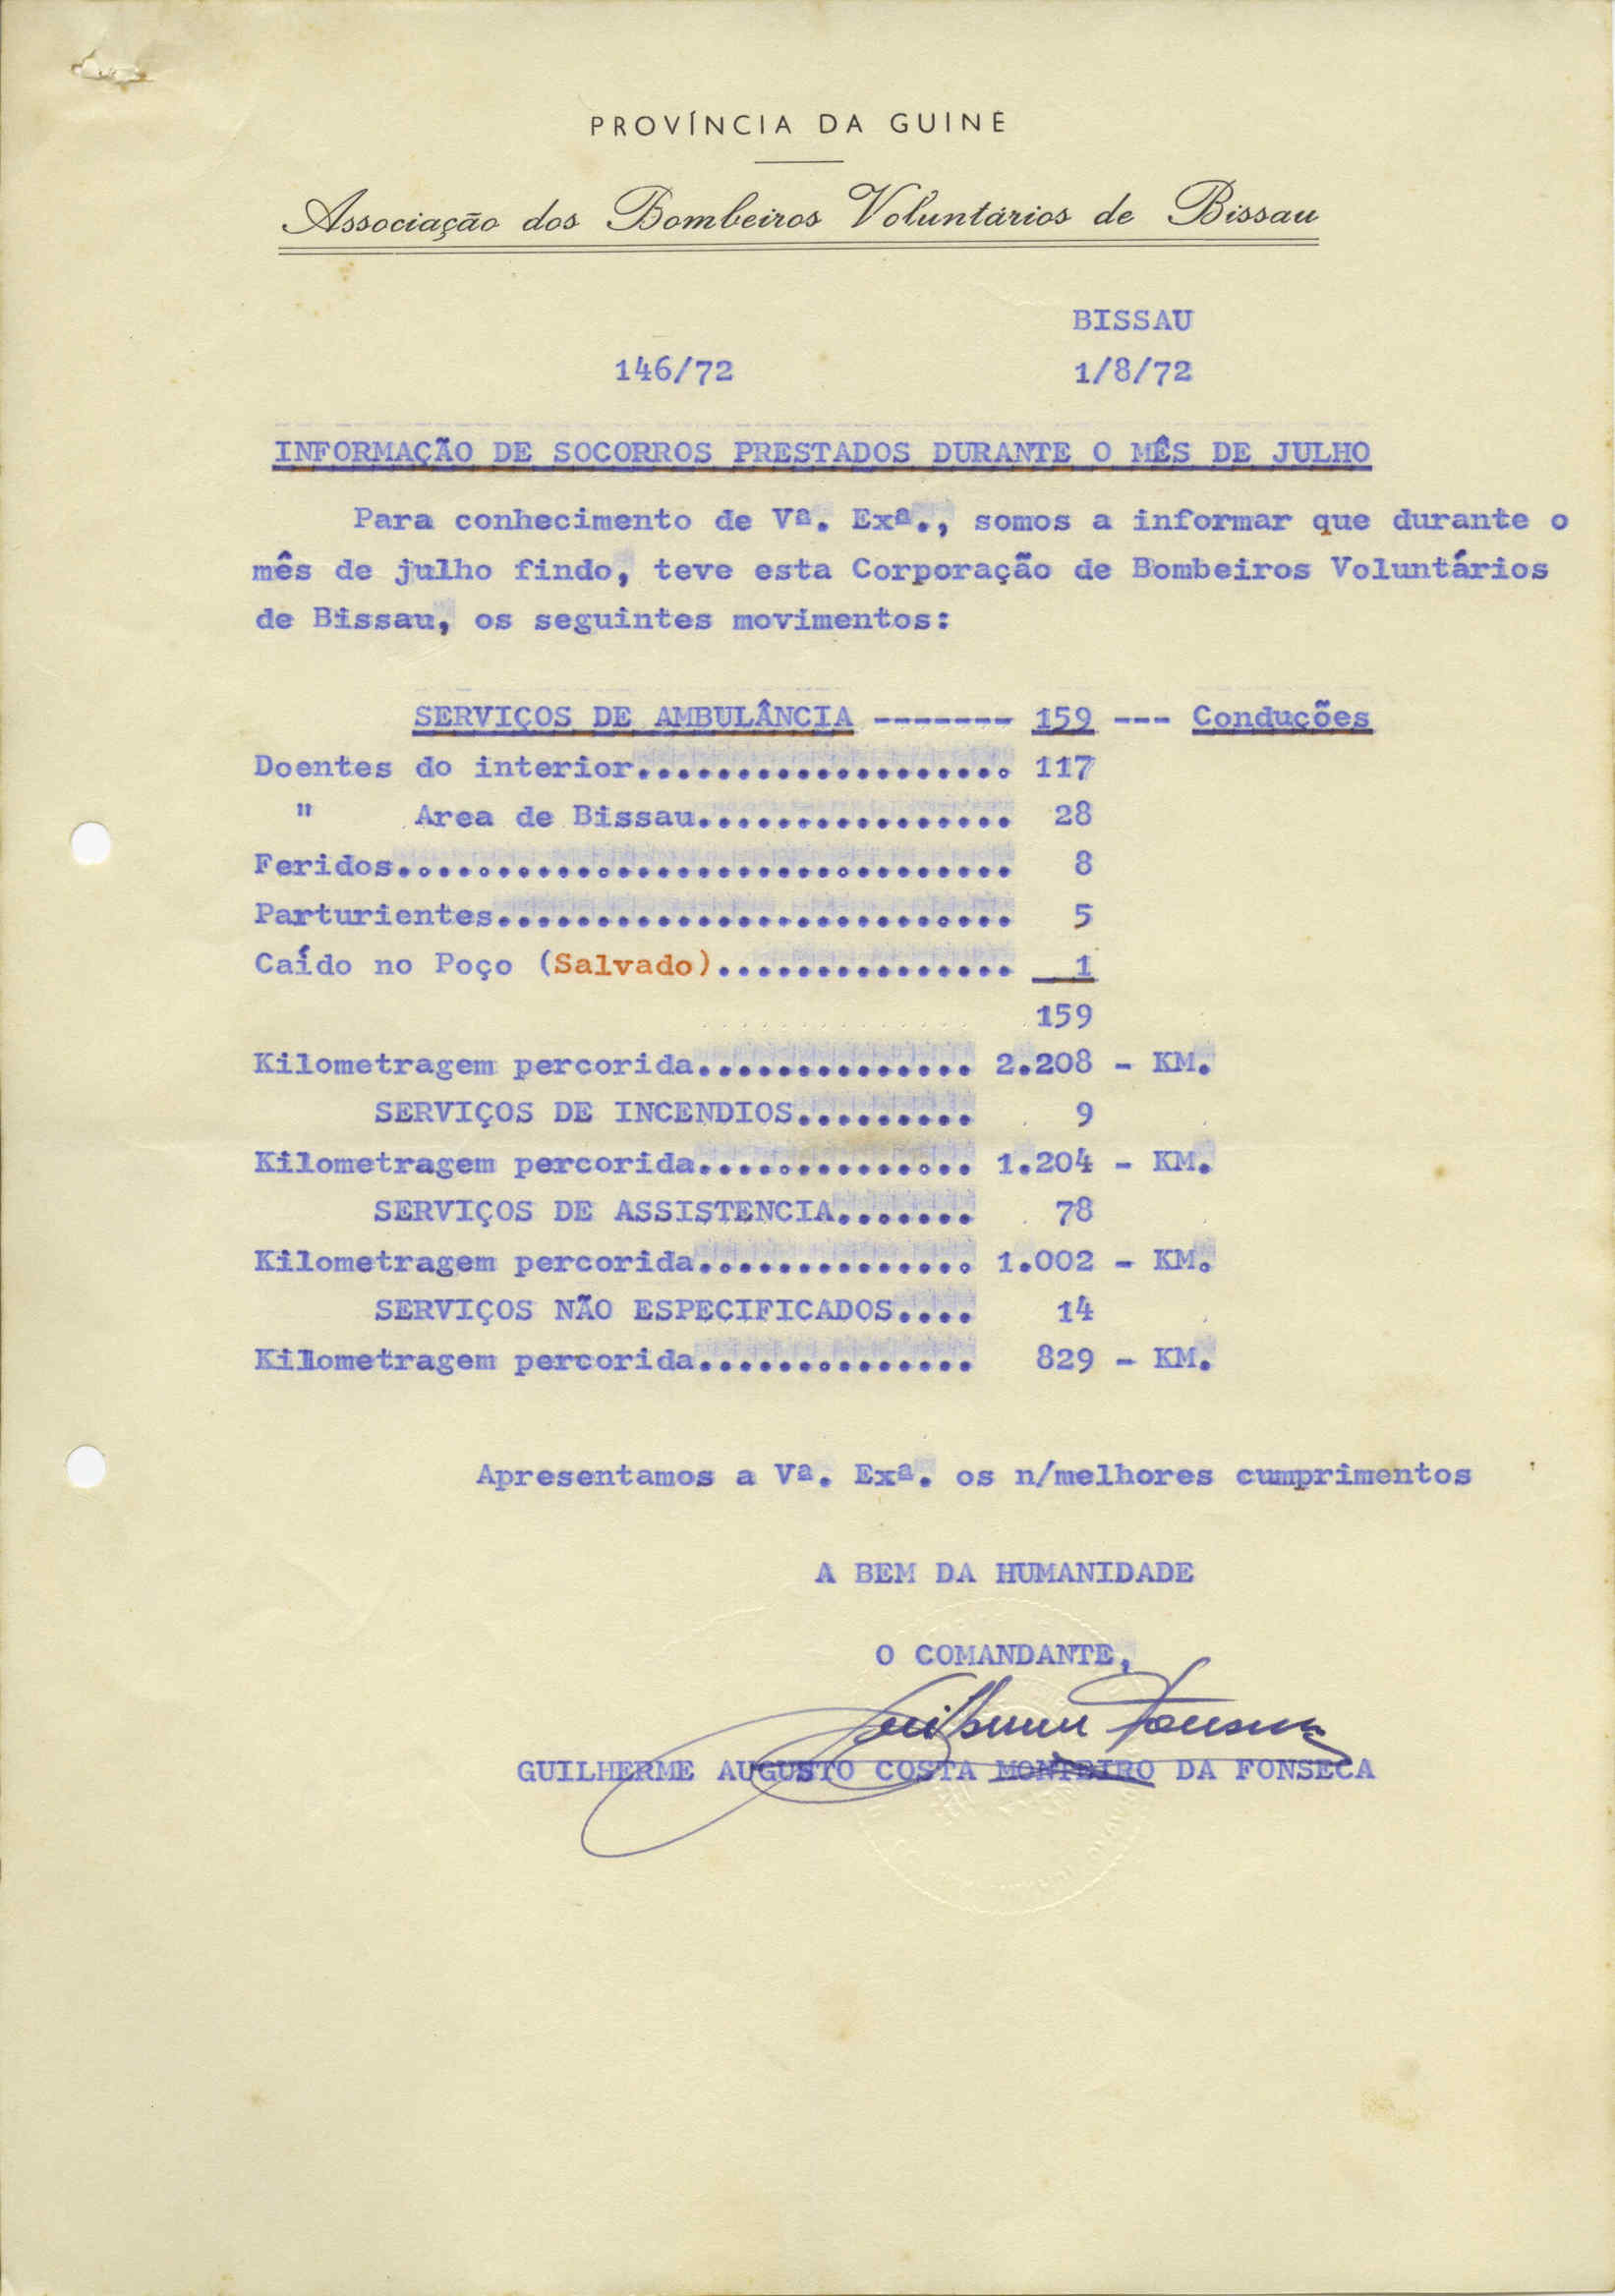 PROVÍNCIA DA GUINÉ
Associação dos Bombeiros Voluntários de Bissau
BISSAU
146/72 1/8/72
INFORMAÇÃO DE SOCORROS PRESTADOS DURANTE O MÊS DE JULHO
Para conhecimento de Vª. Exª., somos a informar que durante o
mês de julho findo, teve esta Corporação de Bombeiros Voluntários
de Bissau, os seguintes movimentos:
SERVIÇOS DE AMBULÂNCIA ------- 159 --- Conduções
Doentes do interior................... 117
" Area de Bissau................ 28
Feridos............................... 8
Parturientes.......................... 5
Caído no Poço (Salvado)............... 1
159
Kilometragem percorida.............. 2.208 - KM.
SERVIÇOS DE INCENDIOS......... 9
Kilometragem percorida.............. 1.204 - KM.
SERVIÇOS DE ASSISTENCIA....... 78
Kilometragem percorida.............. 1.002 - KM.
SERVIÇOS NÃO ESPECIFICADOS.... 14
Kilometragem percorida.............. 829 - KM.
Apresentamos a Vª. Exª. os n/melhores cumprimentos
A BEM DA HUMANIDADE
O COMANDANTE,
Guilherme Fonseca
GUILHERME AUGUSTO COSTA MONTEIRO DA FONSECA